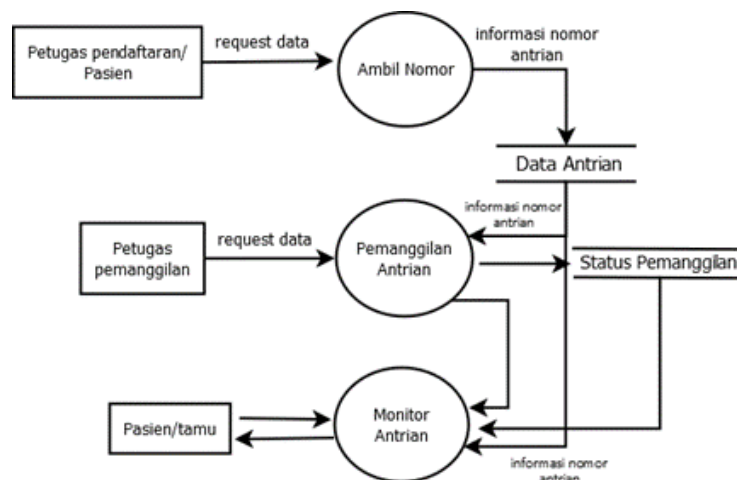 Petugas pendaftaran/
Pasien
request data
Ambil Nomor
informasi nomor
antrian
Data Antrian
informasi nomor
antrian
Petugas
pemanggilan
request data
Pemanggilan
Antrian
Status Pemanggilan
Pasien/tamu
Monitor
Antrian
informasi nomor
antrian